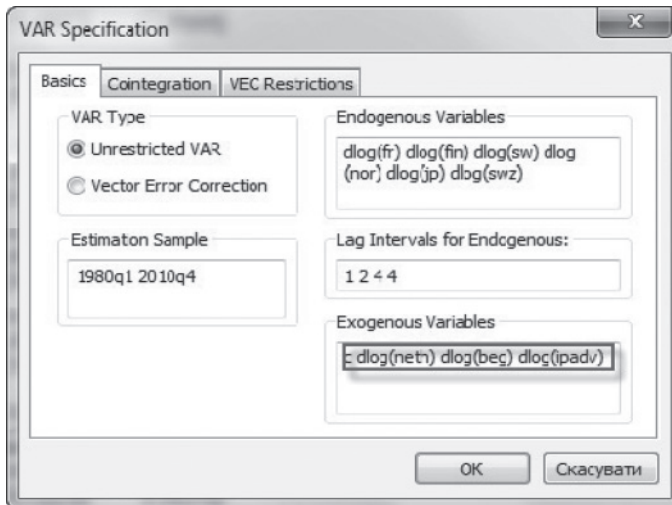 VAR Specification
Basics
Cointegration
VEC Restrictions
VAR Type
Unrestricted VAR
Vector Error Correction
Estimaton Sample
1980q1 2010q4
Endogenous Variables
dlog(fr) dlog(fin) dlog(sw) dlog
(nor) dlog(jp) dlog(swz)
Lag Intervals for Endogenous:
1 2 4 4
Exogenous Variables
c dlog(neth) dlog(beg) dlog(ipadv)
OK
Скасувати